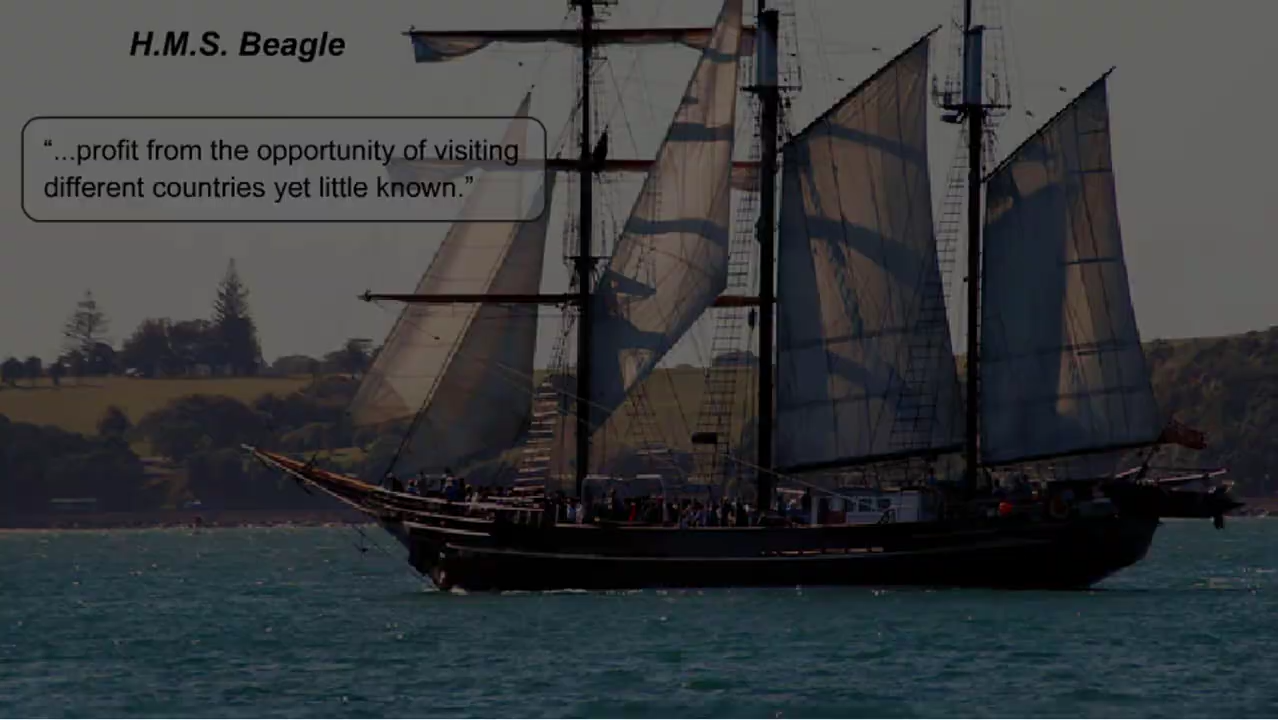 H.M.S. Beagle
“...profit from the opportunity of visiting
different countries yet little known.”